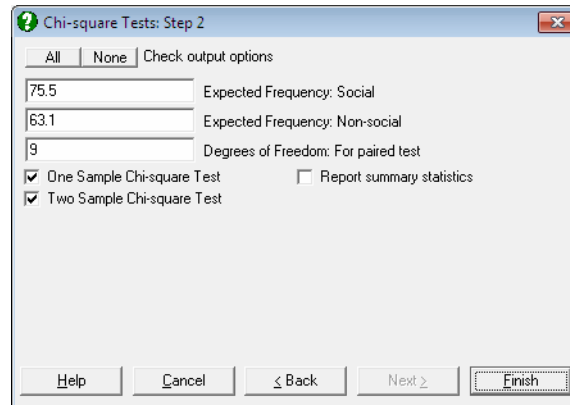 Chi-square Tests: Step 2
All None Check output options
75.5 Expected Frequency: Social
63.1 Expected Frequency: Non-social
9 Degrees of Freedom: For paired test
One Sample Chi-square Test Report summary statistics
Two Sample Chi-square Test
Help Cancel < Back Next > Finish